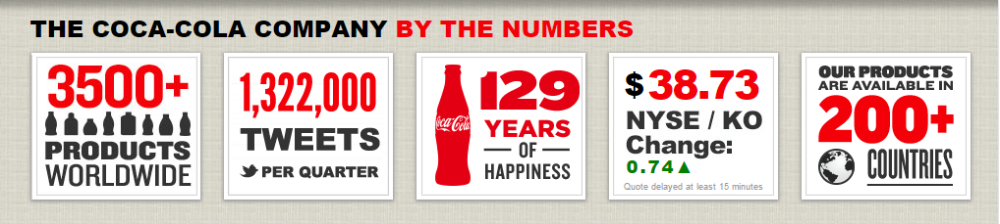 THE COCA-COLA COMPANY BY THE NUMBERS
3500+
PRODUCTS
WORLDWIDE
1,322,000
TWEETS
PER QUARTER
Coca-Cola
129
YEARS
OF
HAPPINESS
$38.73
NYSE / KO
Change:
0.74▲
Quote delayed at least 15 minutes
OUR PRODUCTS
ARE AVAILABLE IN
200+
COUNTRIES